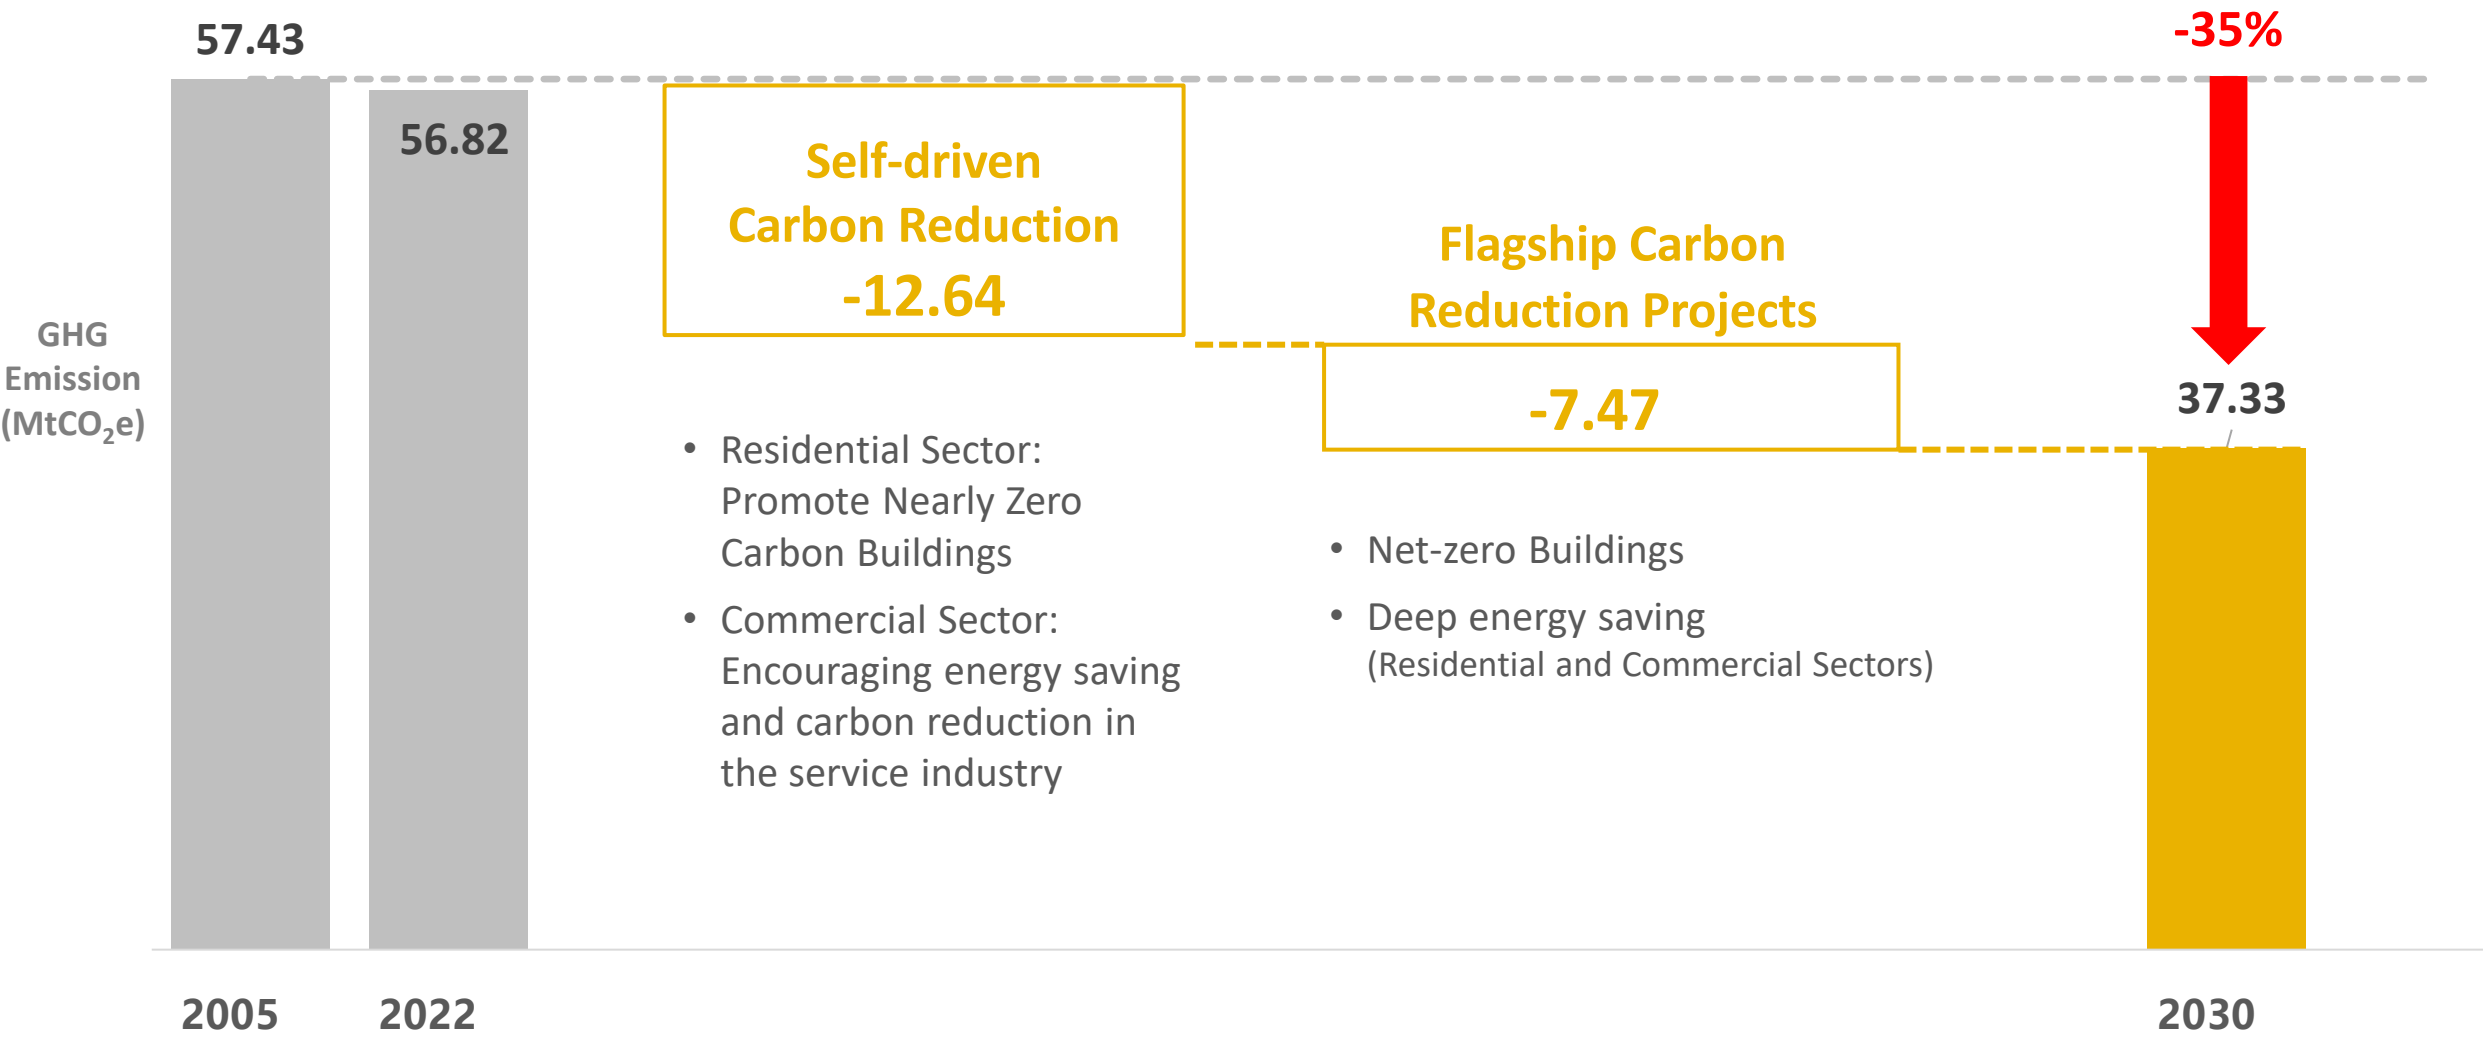 57.43
-35%
56.82
Self-driven
Carbon Reduction
-12.64
Flagship Carbon
Reduction Projects
-7.47
37.33
GHG
Emission
(MtCO₂e)
• Residential Sector:
Promote Nearly Zero
Carbon Buildings
• Commercial Sector:
Encouraging energy saving
and carbon reduction in
the service industry
• Net-zero Buildings
• Deep energy saving
(Residential and Commercial Sectors)
2005
2022
2030